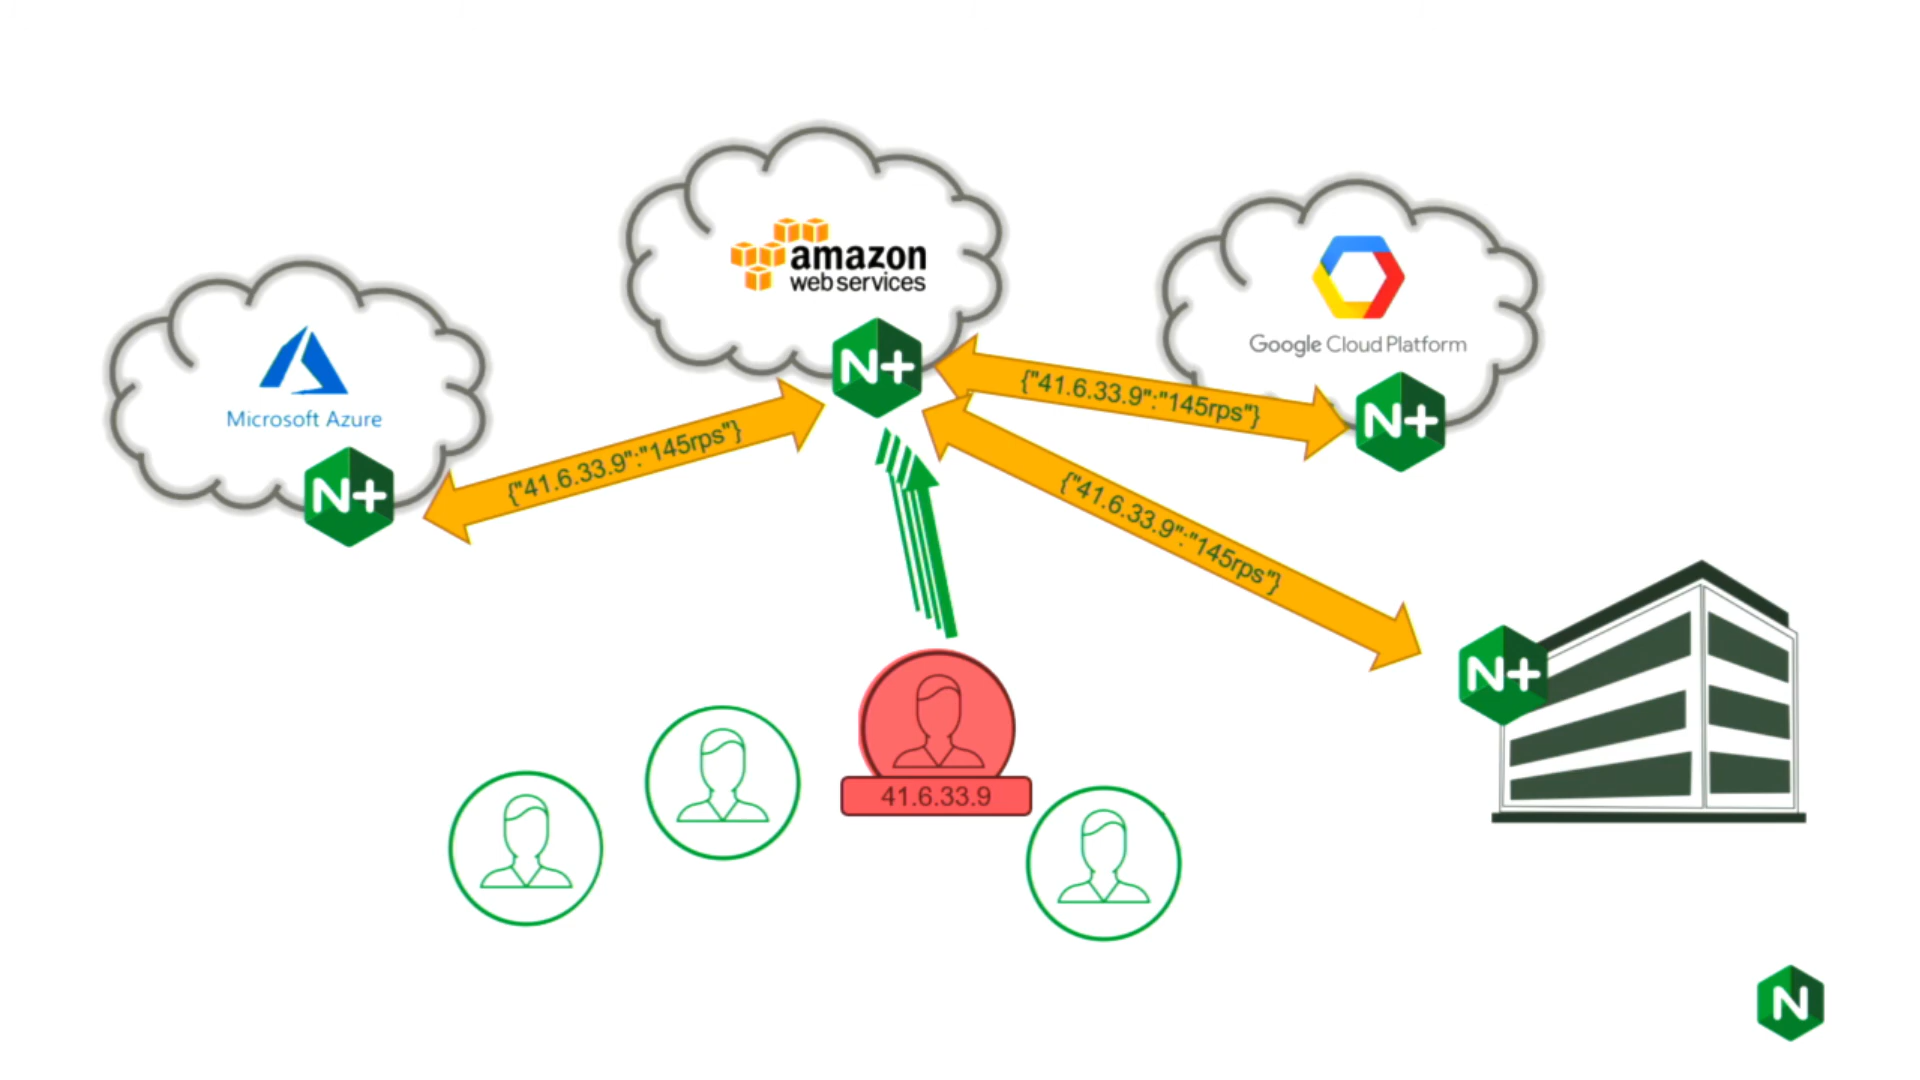 amazon
web services
Google Cloud Platform
Microsoft Azure
N+
N+
N+
N+
{"41.6.33.9":"145rps"}
{"41.6.33.9":"145rps"}
{"41.6.33.9":"145rps"}
41.6.33.9
N